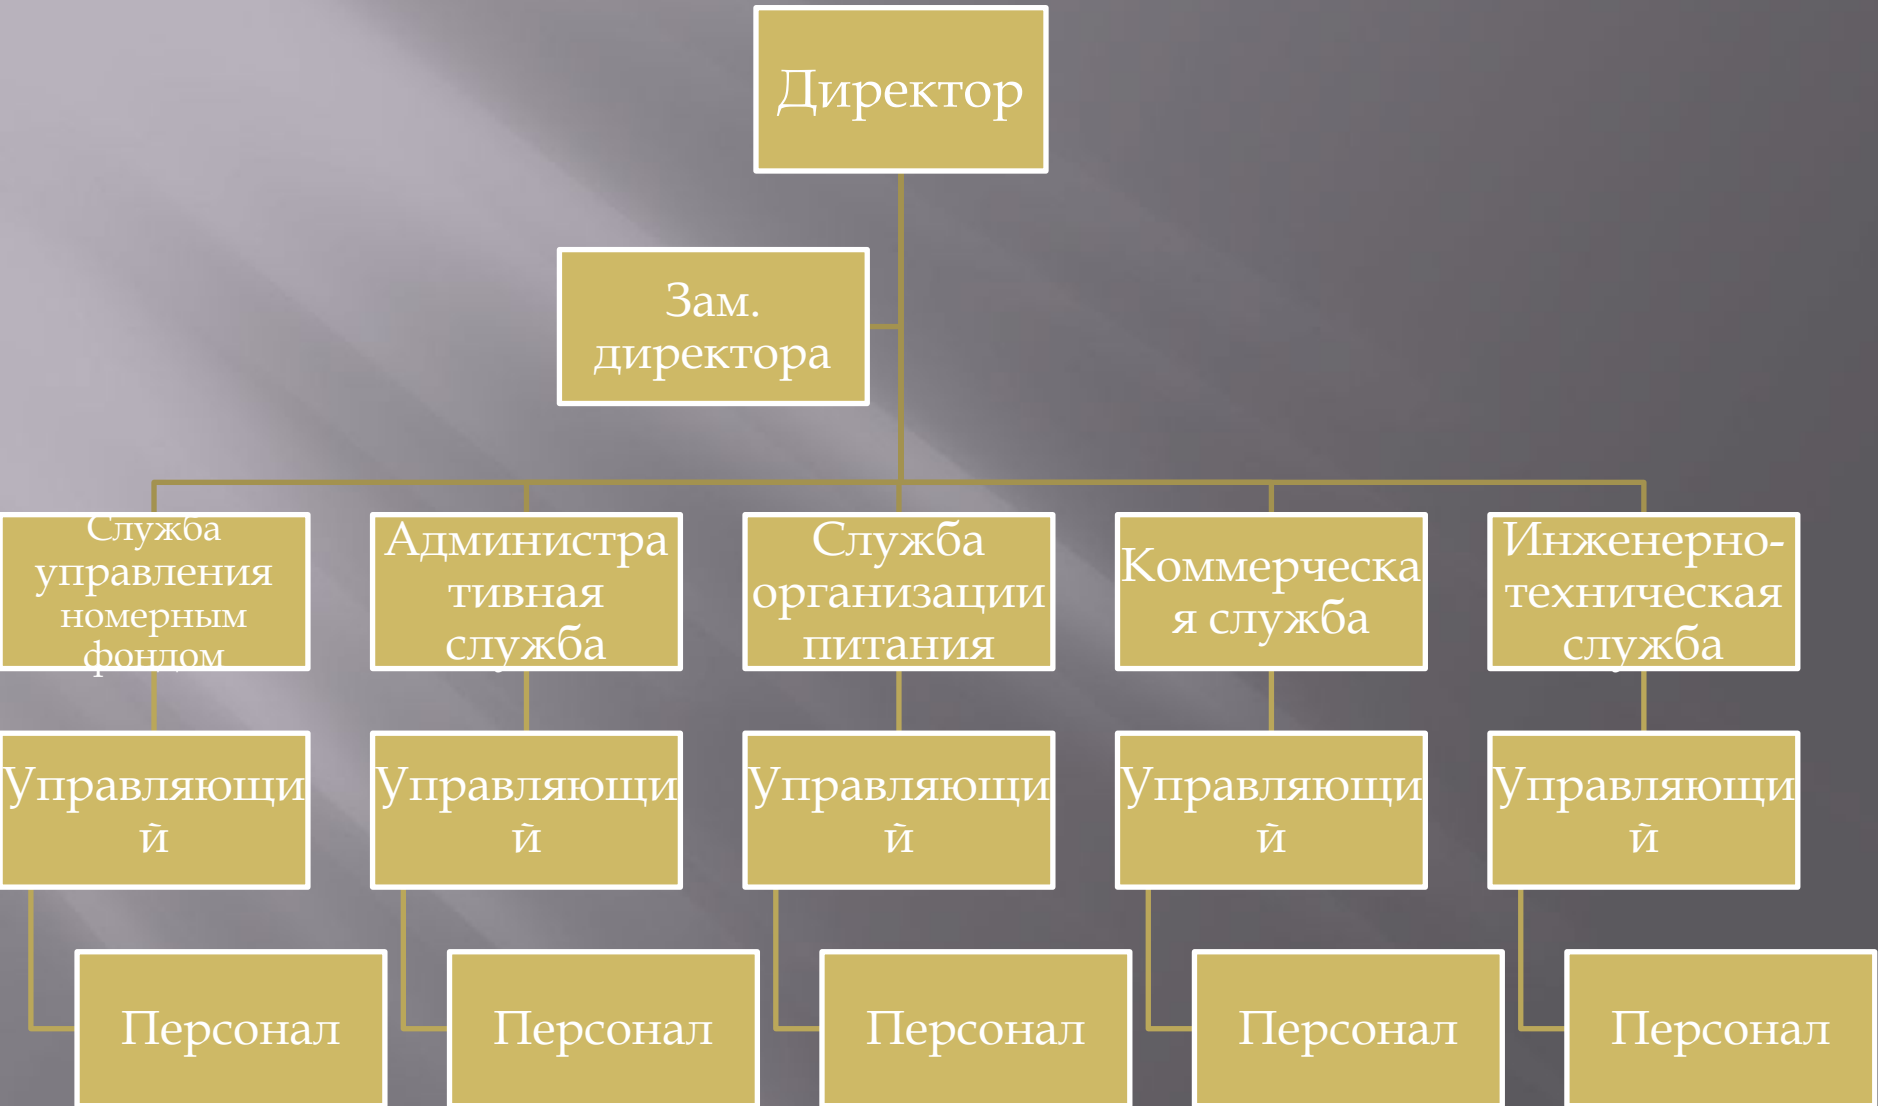 Директор
Зам.
директора
Служба
управления
номерным
фондом
Администра
тивная
служба
Служба
организации
питания
Коммерческа
я служба
Инженерно-
техническая
служба
Управляющи
й
Управляющи
й
Управляющи
й
Управляющи
й
Управляющи
й
Персонал
Персонал
Персонал
Персонал
Персонал